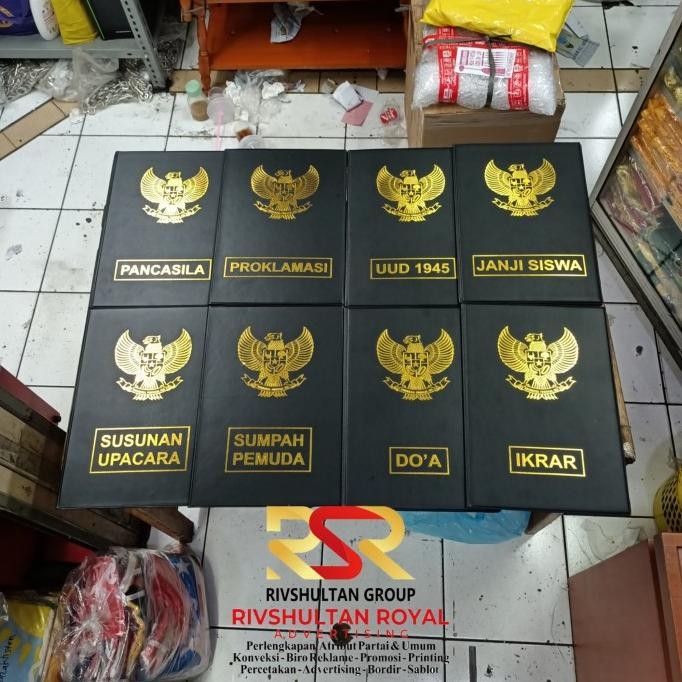 PANCASILA
PROKLAMASI
UUD 1945
JANJI SISWA
SUSUNAN
UPACARA
SUMPAH
PEMUDA
DO'A
IKRAR
RSR
RIVSHULTAN GROUP
RIVSHULTAN ROYAL
ADVERTISING
Perlengkapan Atribut Partai & Umum
Konveksi - Biro Reklame - Promosi - Printing
Percetakan - Advertising - Bordir - Sablon